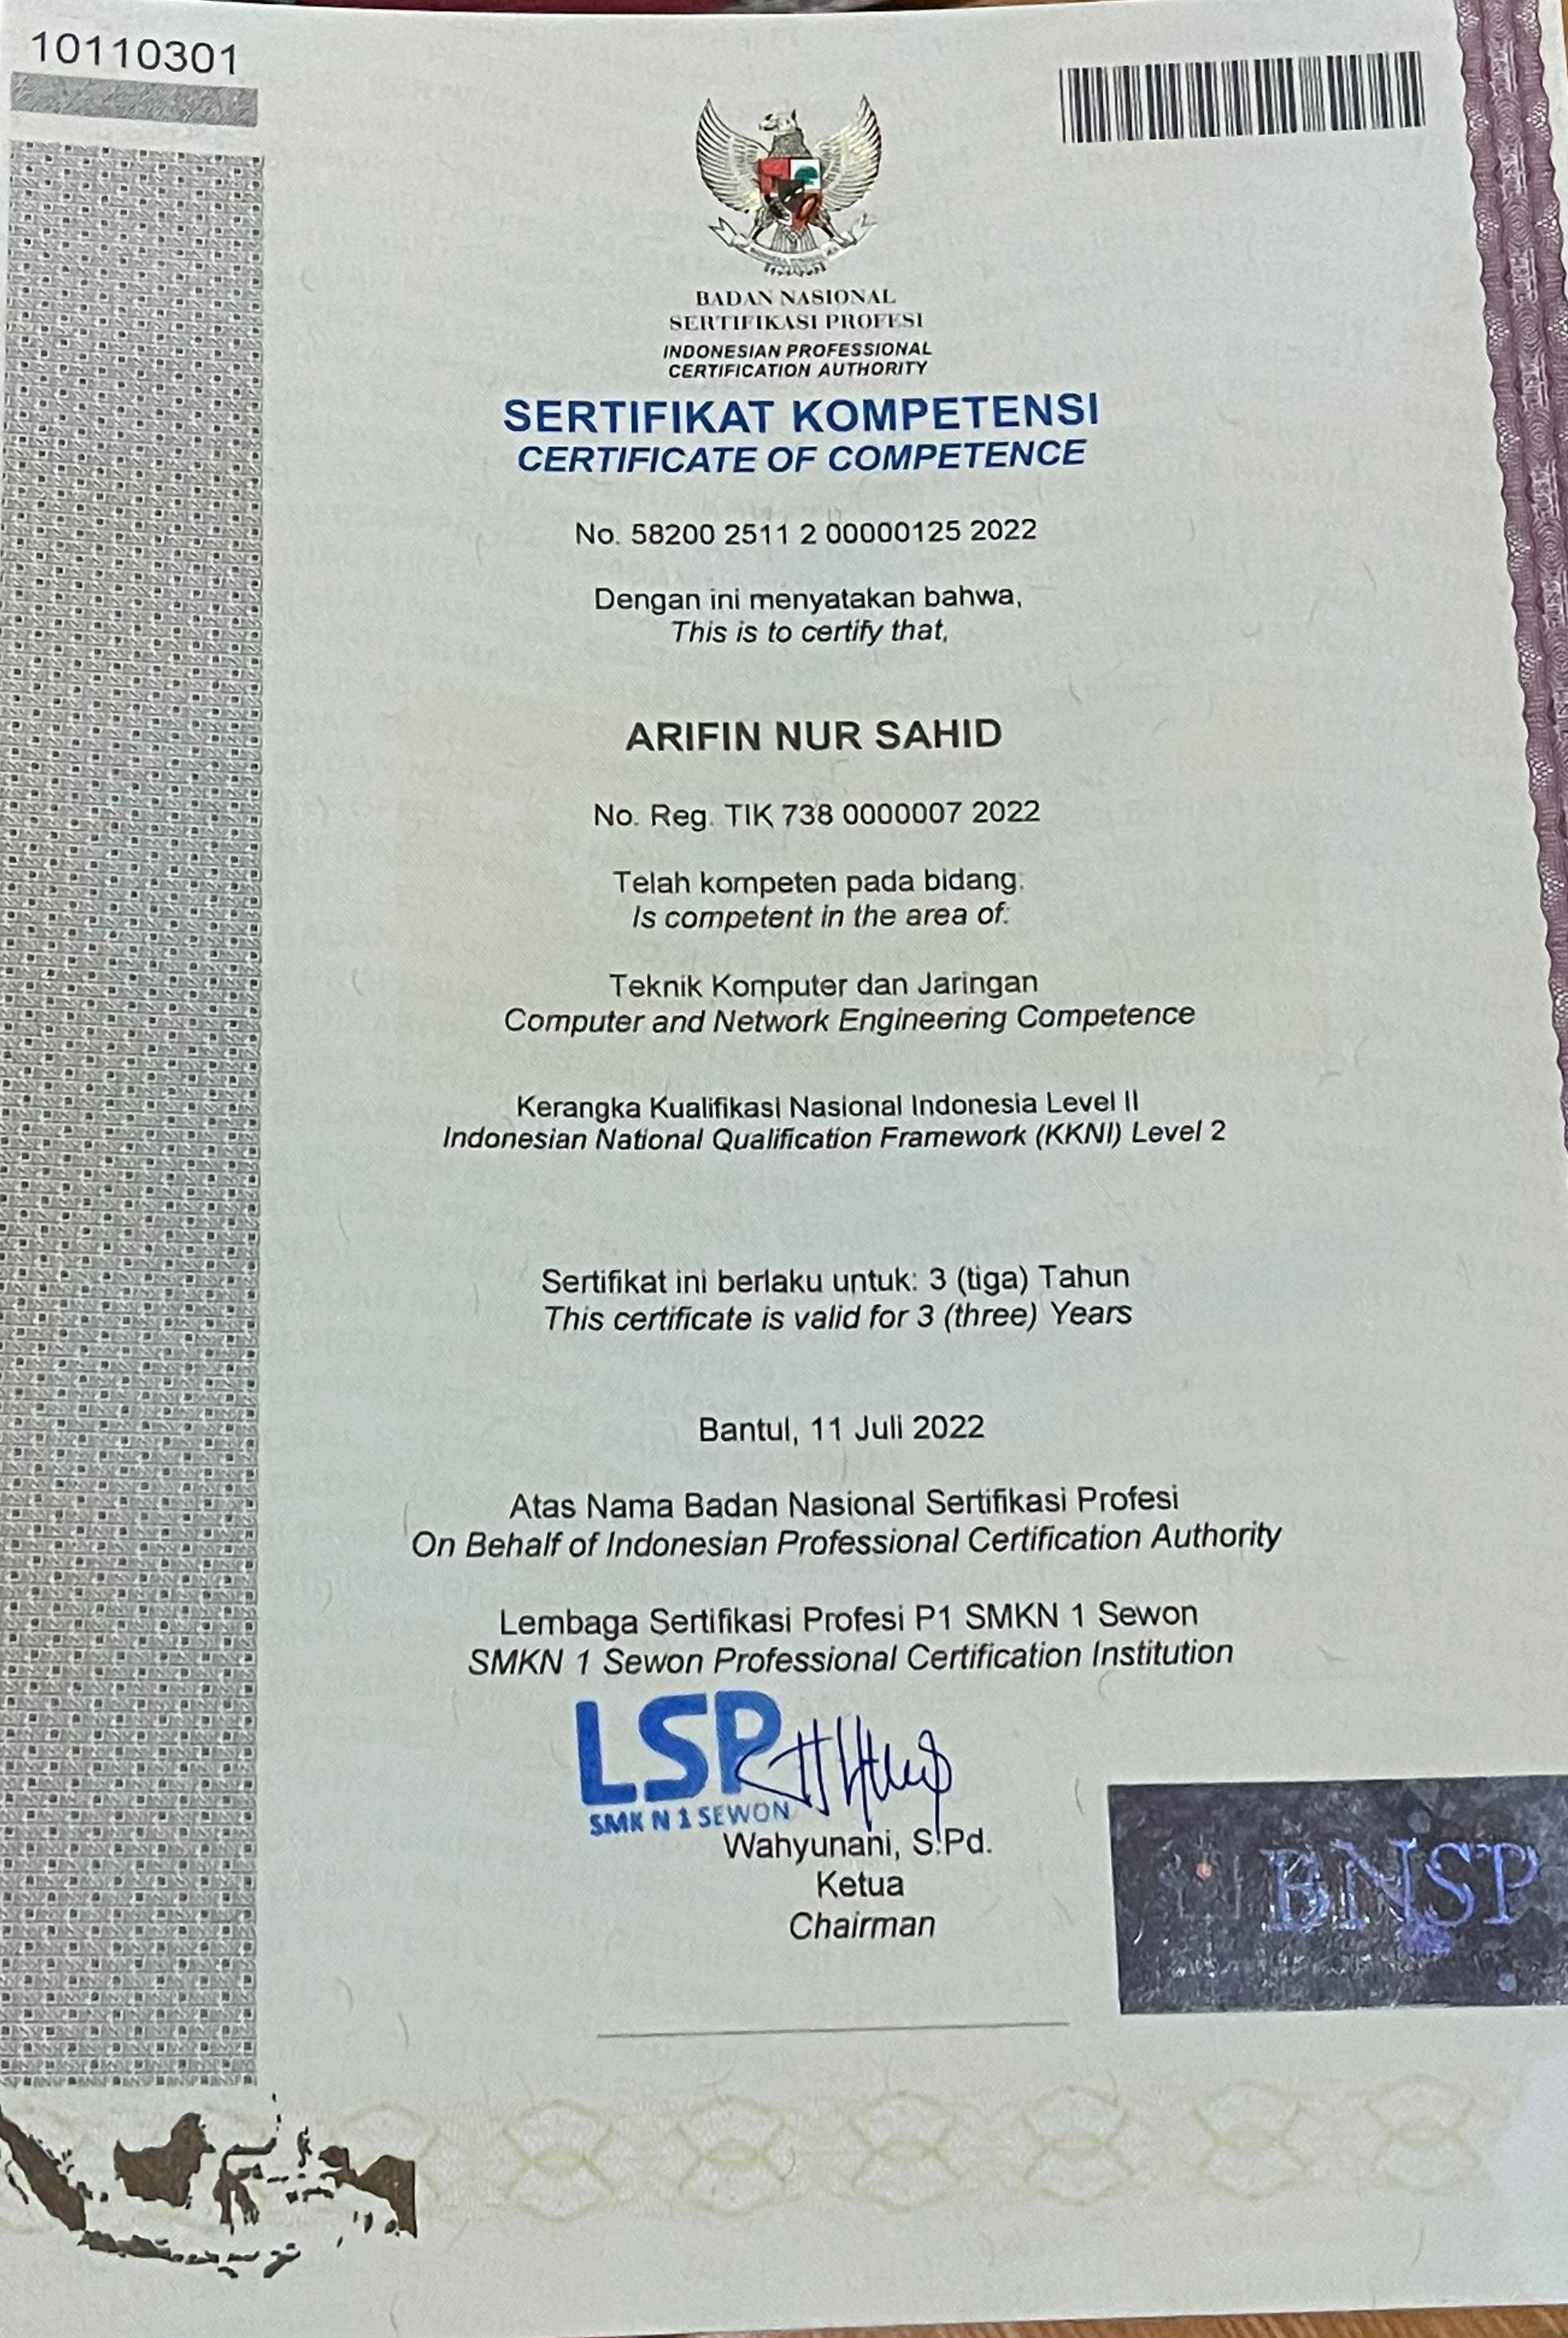 10110301
BADAN NASIONAL
SERTIFIKASI PROFESI
INDONESIAN PROFESSIONAL
CERTIFICATION AUTHORITY
SERTIFIKAT KOMPETENSI
CERTIFICATE OF COMPETENCE
No. 58200 2511 2 00000125 2022
Dengan ini menyatakan bahwa,
This is to certify that,
ARIFIN NUR SAHID
No. Reg. TIK 738 0000007 2022
Telah kompeten pada bidang:
Is competent in the area of:
Teknik Komputer dan Jaringan
Computer and Network Engineering Competence
Kerangka Kualifikasi Nasional Indonesia Level II
Indonesian National Qualification Framework (KKNI) Level 2
Sertifikat ini berlaku untuk: 3 (tiga) Tahun
This certificate is valid for 3 (three) Years
Bantul, 11 Juli 2022
Atas Nama Badan Nasional Sertifikasi Profesi
On Behalf of Indonesian Professional Certification Authority
Lembaga Sertifikasi Profesi P1 SMKN 1 Sewon
SMKN 1 Sewon Professional Certification Institution
LSP
SMK N 1 SEWON
Wahyunani, S.Pd.
Ketua
Chairman
BNSP